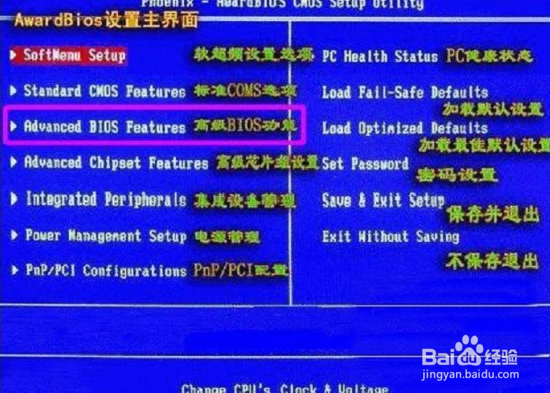 Phoenix - AwardBIOS CMOS Setup Utility
AwardBios设置主界面
SoftMenu Setup 软超频设置选项
Standard CMOS Features 标准COMS选项
Advanced BIOS Features 高级BIOS功能
Advanced Chipset Features 高级芯片组设置
Integrated Peripherals 集成设备管理
Power Management Setup 电源管理
PnP/PCI Configurations PnP/PCI配置
PC Health Status PC健康状态
Load Fail-Safe Defaults
加载默认设置
Load Optimized Defaults
加载最佳默认设置
Set Password
密码设置
Save & Exit Setup
保存并退出
Exit Without Saving
不保存退出
Change CPU's Clock & Voltage
Bai du 经验
jingyan.baidu.com